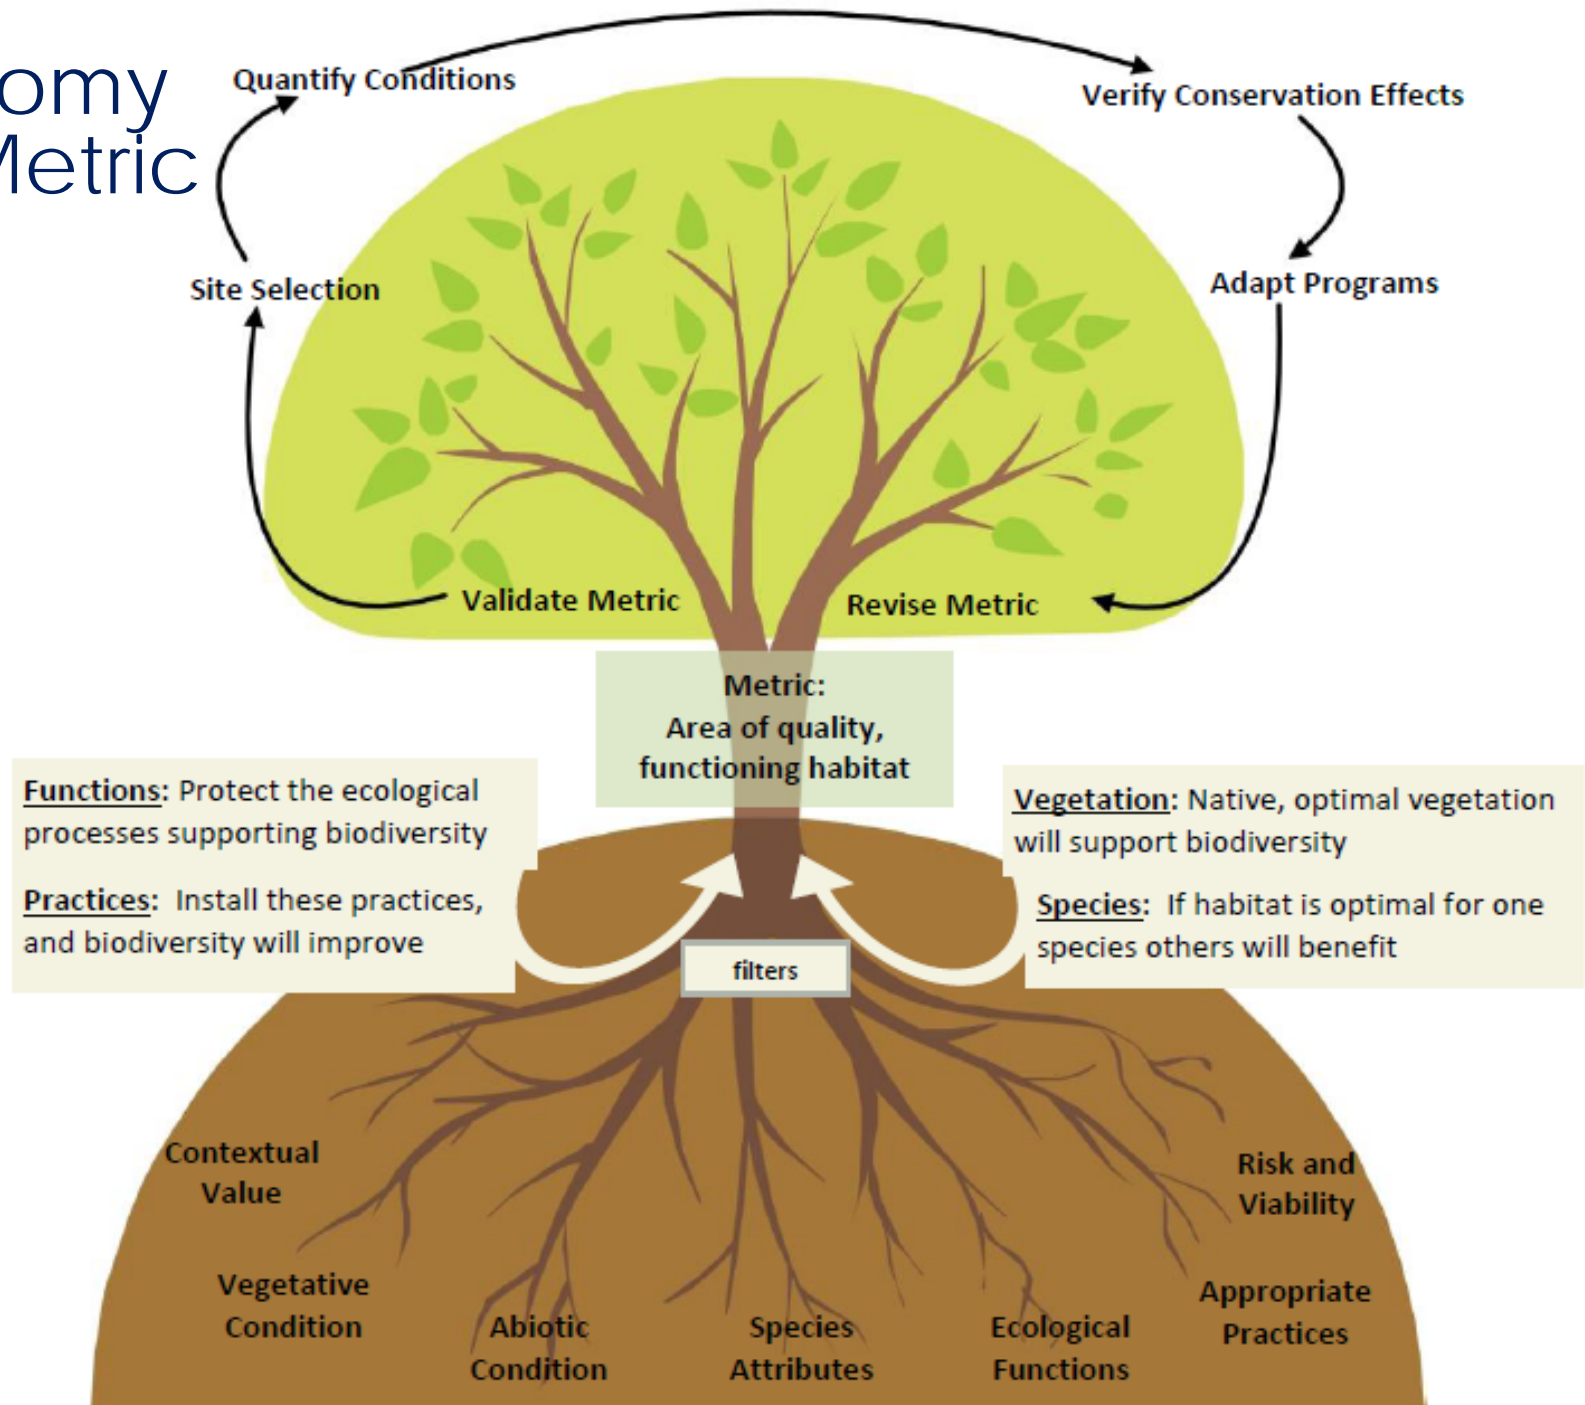 omy
Metric
Quantify Conditions
Verify Conservation Effects
Site Selection
Adapt Programs
Validate Metric
Revise Metric
Metric:
Area of quality,
functioning habitat
Functions: Protect the ecological
processes supporting biodiversity
Practices: Install these practices,
and biodiversity will improve
Vegetation: Native, optimal vegetation
will support biodiversity
Species: If habitat is optimal for one
species others will benefit
filters
Contextual
Value
Vegetative
Condition
Abiotic
Condition
Species
Attributes
Ecological
Functions
Appropriate
Practices
Risk and
Viability